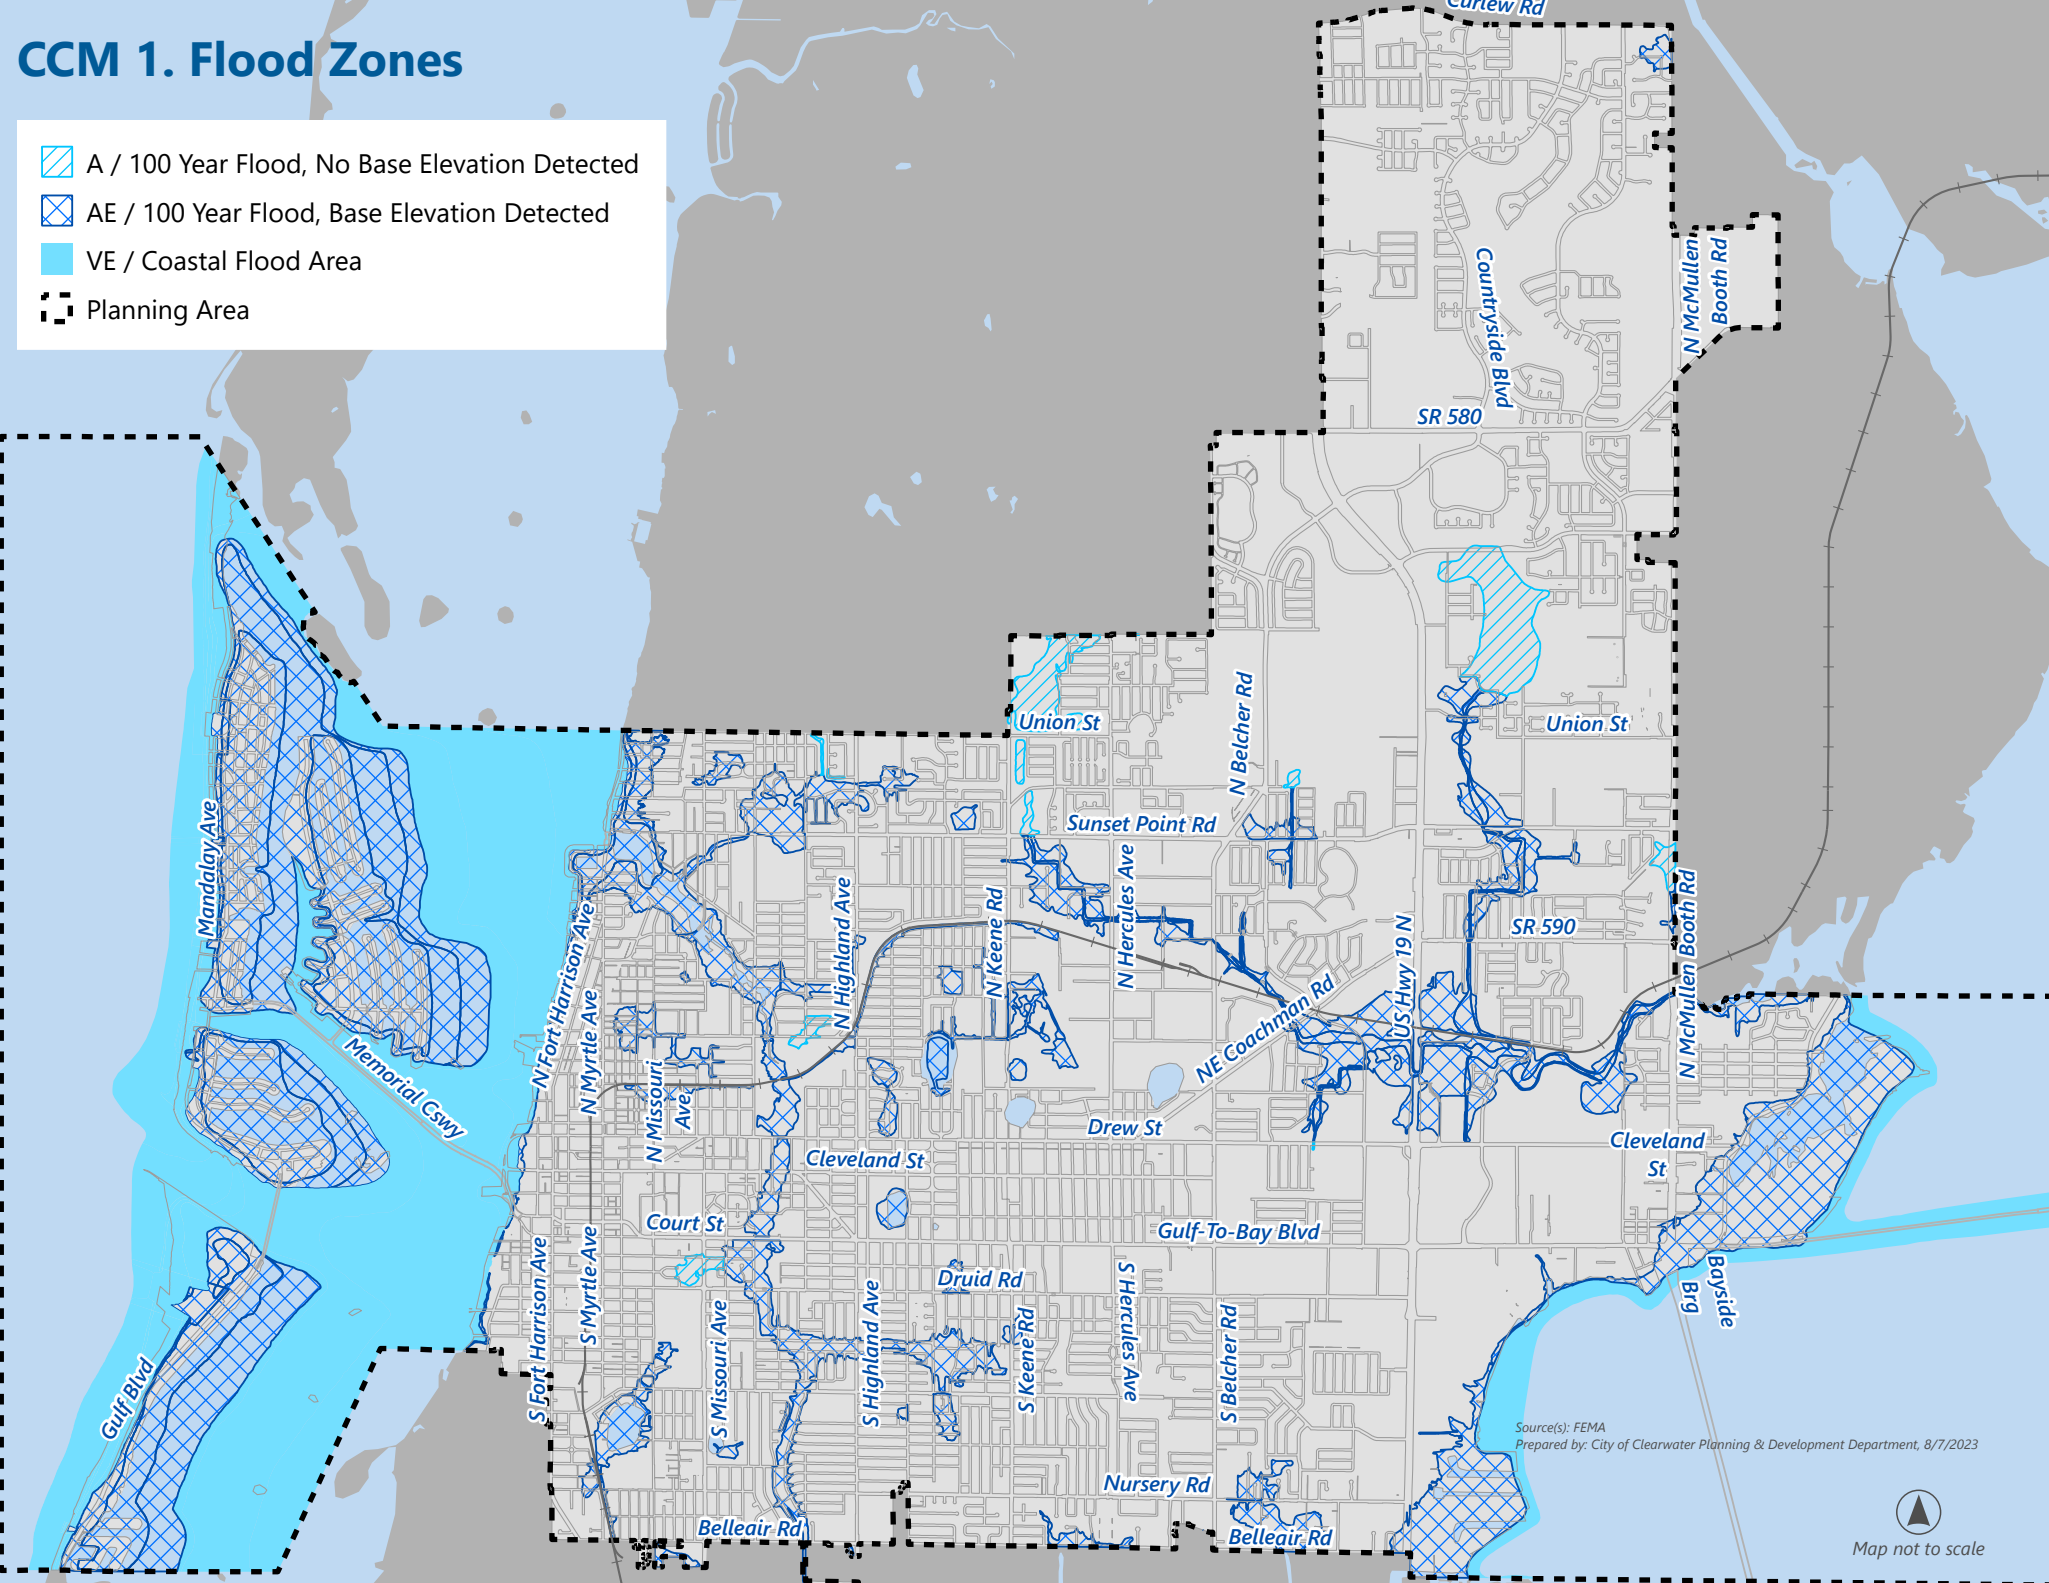 Curlew Rd
CCM 1. Flood Zones
A / 100 Year Flood, No Base Elevation Detected
AE / 100 Year Flood, Base Elevation Detected
VE / Coastal Flood Area
Planning Area
N McMullen
Booth Rd
Countryside Blvd
SR 580
Union St
Union St
N Belcher Rd
Mandalay Ave
Sunset Point Rd
N Hercules Ave
N Highland Ave
N Keene Rd
N McMullen Booth Rd
SR 590
US Hwy 19 N
N Fort Harrison Ave
N Myrtle Ave
NE Coachman Rd
Memorial Cswy
N Missouri
Ave
Drew St
Cleveland
St
Cleveland St
Court St
Gulf-To-Bay Blvd
Druid Rd
Bayside
Brg
S Fort Harrison Ave
S Myrtle Ave
S Missouri Ave
S Highland Ave
S Keene Rd
S Hercules Ave
S Belcher Rd
Gulf Blvd
Source(s): FEMA
Prepared by: City of Clearwater Planning & Development Department, 8/7/2023
Nursery Rd
Belleair Rd
Belleair Rd
Map not to scale